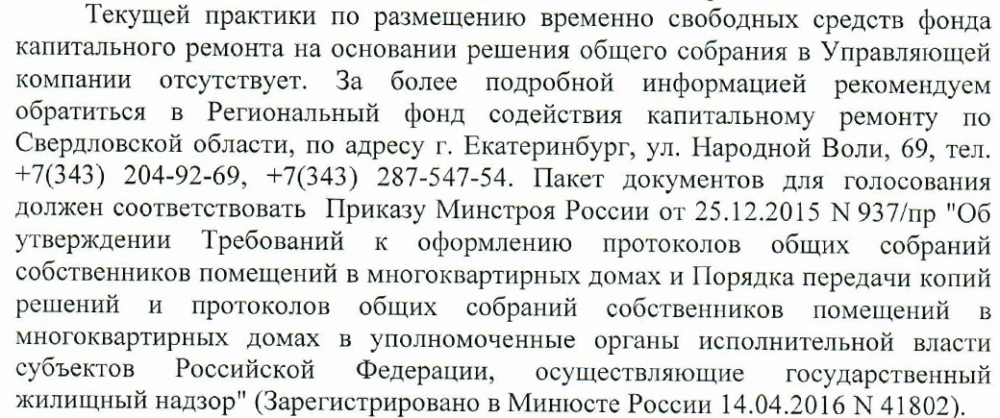 Текущей практики по размещению временно свободных средств фонда
капитального ремонта на основании решения общего собрания в Управляющей
компании отсутствует. За более подробной информацией рекомендуем
обратиться в Региональный фонд содействия капитальному ремонту по
Свердловской области, по адресу г. Екатеринбург, ул. Народной Воли, 69, тел.
+7(343) 204-92-69, +7(343) 287-547-54. Пакет документов для голосования
должен соответствовать Приказу Минстроя России от 25.12.2015 N 937/пр "Об
утверждении Требований к оформлению протоколов общих собраний
собственников помещений в многоквартирных домах и Порядка передачи копий
решений и протоколов общих собраний собственников помещений в
многоквартирных домах в уполномоченные органы исполнительной власти
субъектов Российской Федерации, осуществляющие государственный
жилищный надзор" (Зарегистрировано в Минюсте России 14.04.2016 N 41802).